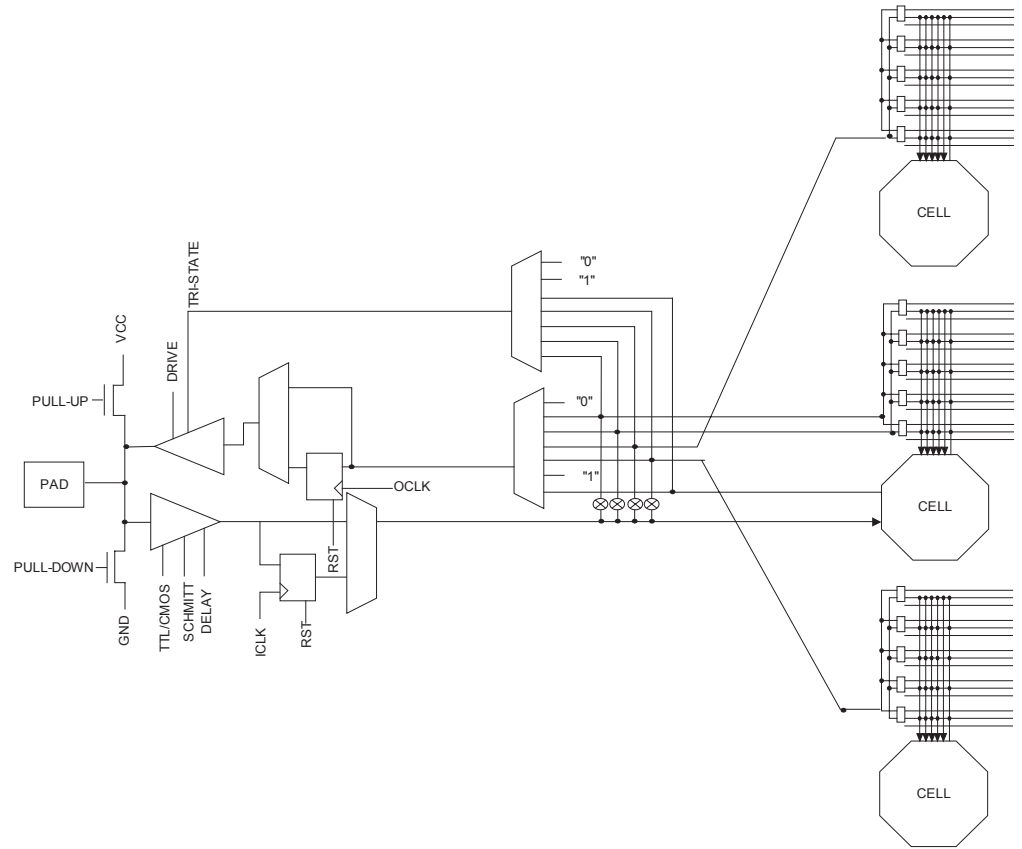 CELL
TRI-STATE
"0"
"1"
VCC
DRIVE
PULL-UP
"0"
PAD
"1"
OCLK
CELL
RST
PULL-DOWN
GND
TTL/CMOS
SCHMITT
DELAY
ICLK
RST
CELL